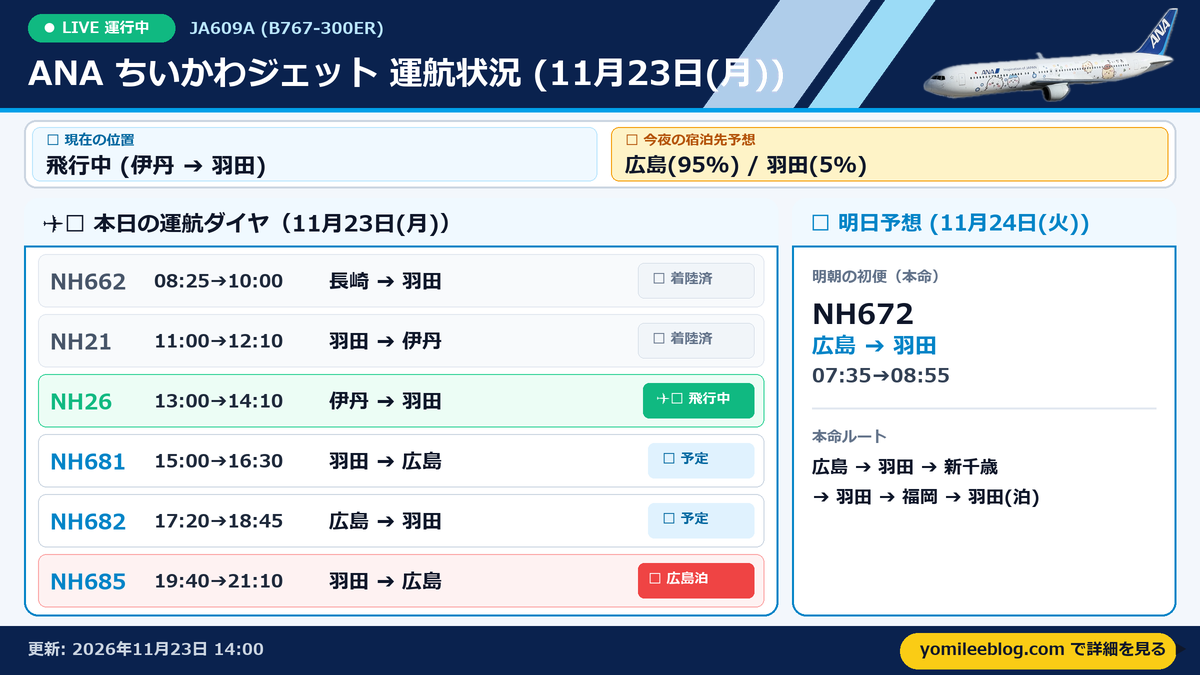 ● LIVE 運行中 JA609A (B767-300ER)
ANA ちいかわジェット 運航状況 (11月23日(月))
ANA
ANA
□ 現在の位置
飛行中 (伊丹 → 羽田)
□ 今夜の宿泊先予想
広島(95%) / 羽田(5%)
✈□ 本日の運航ダイヤ（11月23日(月)）
NH662 08:25→10:00 長崎 → 羽田 □ 着陸済
NH21 11:00→12:10 羽田 → 伊丹 □ 着陸済
NH26 13:00→14:10 伊丹 → 羽田 ✈□ 飛行中
NH681 15:00→16:30 羽田 → 広島 □ 予定
NH682 17:20→18:45 広島 → 羽田 □ 予定
NH685 19:40→21:10 羽田 → 広島 □ 広島泊
□ 明日予想 (11月24日(火))
明朝の初便（本命）
NH672
広島 → 羽田
07:35→08:55
本命ルート
広島 → 羽田 → 新千歳
→ 羽田 → 福岡 → 羽田(泊)
更新: 2026年11月23日 14:00
yomileeblog.com で詳細を見る